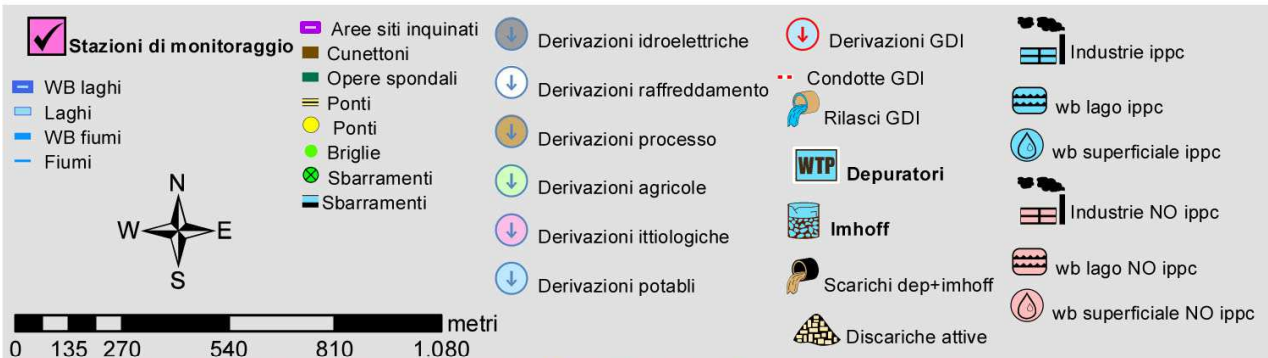 Stazioni di monitoraggio
WB laghi
Laghi
WB fiumi
Fiumi
N
W E
S
metri
0 135 270 540 810 1.080
Aree siti inquinati
Cunettoni
Opere spondali
Ponti
Ponti
Briglie
Sbarramenti
Sbarramenti
Derivazioni idroelettriche
Derivazioni raffreddamento
Derivazioni processo
Derivazioni agricole
Derivazioni ittiologiche
Derivazioni potabli
Derivazioni GDI
Condotte GDI
Rilasci GDI
WTP Depuratori
Imhoff
Scarichi dep+imhoff
Discariche attive
Industrie ippc
wb lago ippc
wb superficiale ippc
Industrie NO ippc
wb lago NO ippc
wb superficiale NO ippc